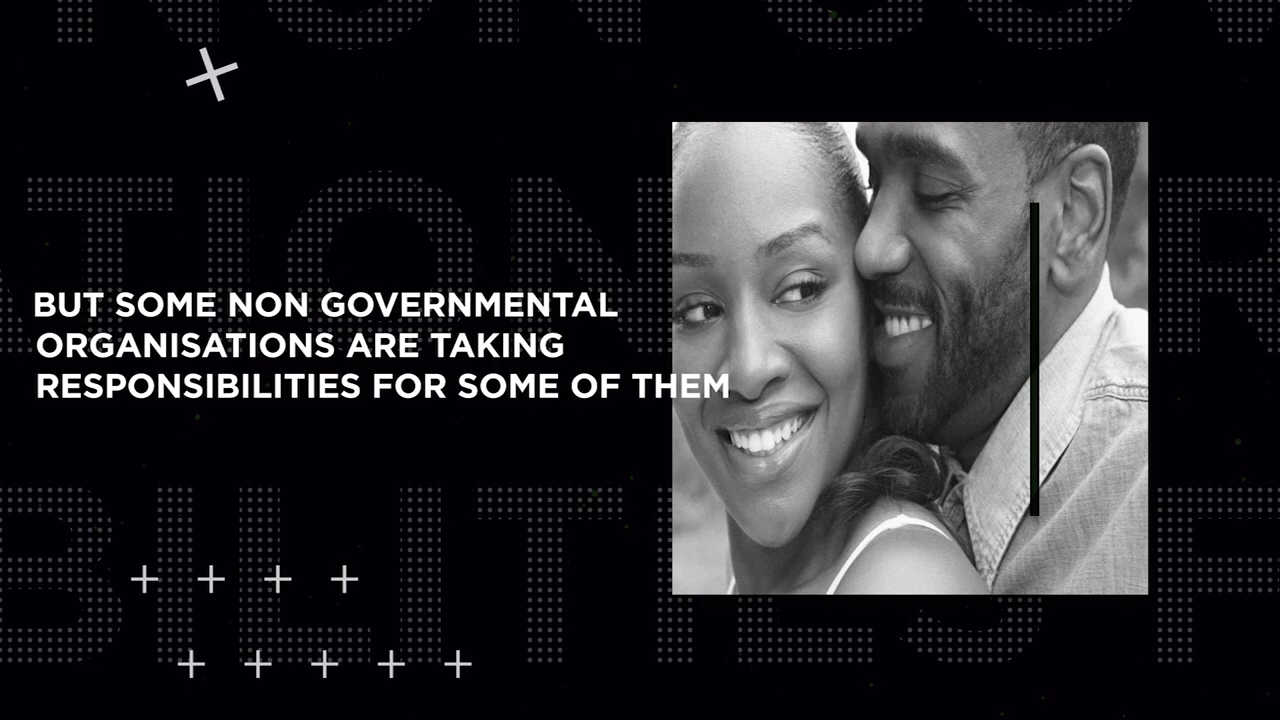 BUT SOME NON GOVERNMENTAL
ORGANISATIONS ARE TAKING
RESPONSIBILITIES FOR SOME OF THEM